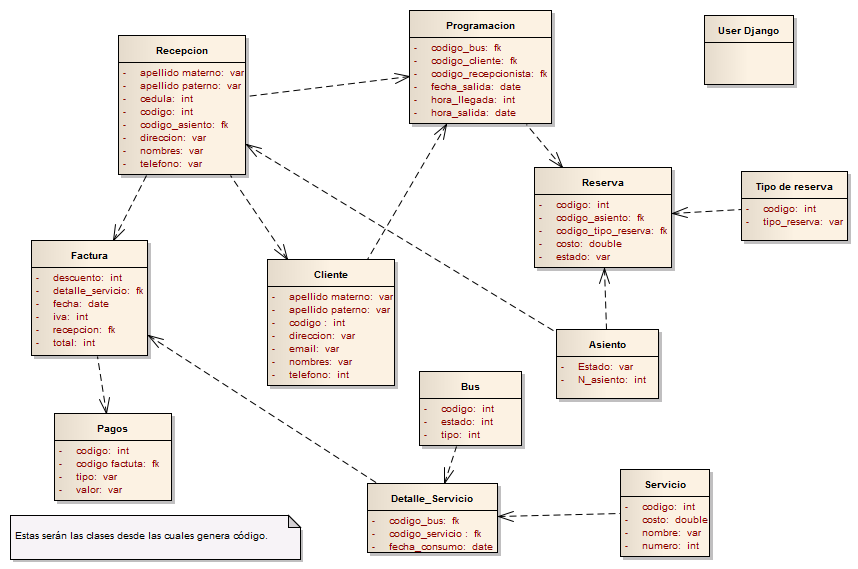 Recepcion
- apellido materno: var
- apellido paterno: var
- cedula: int
- codigo: int
- codigo_asiento: fk
- direccion: var
- nombres: var
- telefono: var
Programacion
- codigo_bus: fk
- codigo_cliente: fk
- codigo_recepcionista: fk
- fecha_salida: date
- hora_llegada: int
- hora_salida: date
User Django
Reserva
- codigo: int
- codigo_asiento: fk
- codigo_tipo_reserva: fk
- costo: double
- estado: var
Tipo de reserva
- codigo: int
- tipo_reserva: var
Factura
- descuento: int
- detalle_servicio: fk
- fecha: date
- iva: int
- recepcion: fk
- total: int
Cliente
- apellido materno: var
- apellido paterno: var
- codigo : int
- direccion: var
- email: var
- nombres: var
- telefono: int
Asiento
- Estado: var
- N_asiento: int
Bus
- codigo: int
- estado: int
- tipo: int
Pagos
- codigo: int
- codigo factuta: fk
- tipo: var
- valor: var
Detalle_Servicio
- codigo_bus: fk
- codigo_servicio : fk
- fecha_consumo: date
Servicio
- codigo: int
- costo: double
- nombre: var
- numero: int
Estas serán las clases desde las cuales genera código.